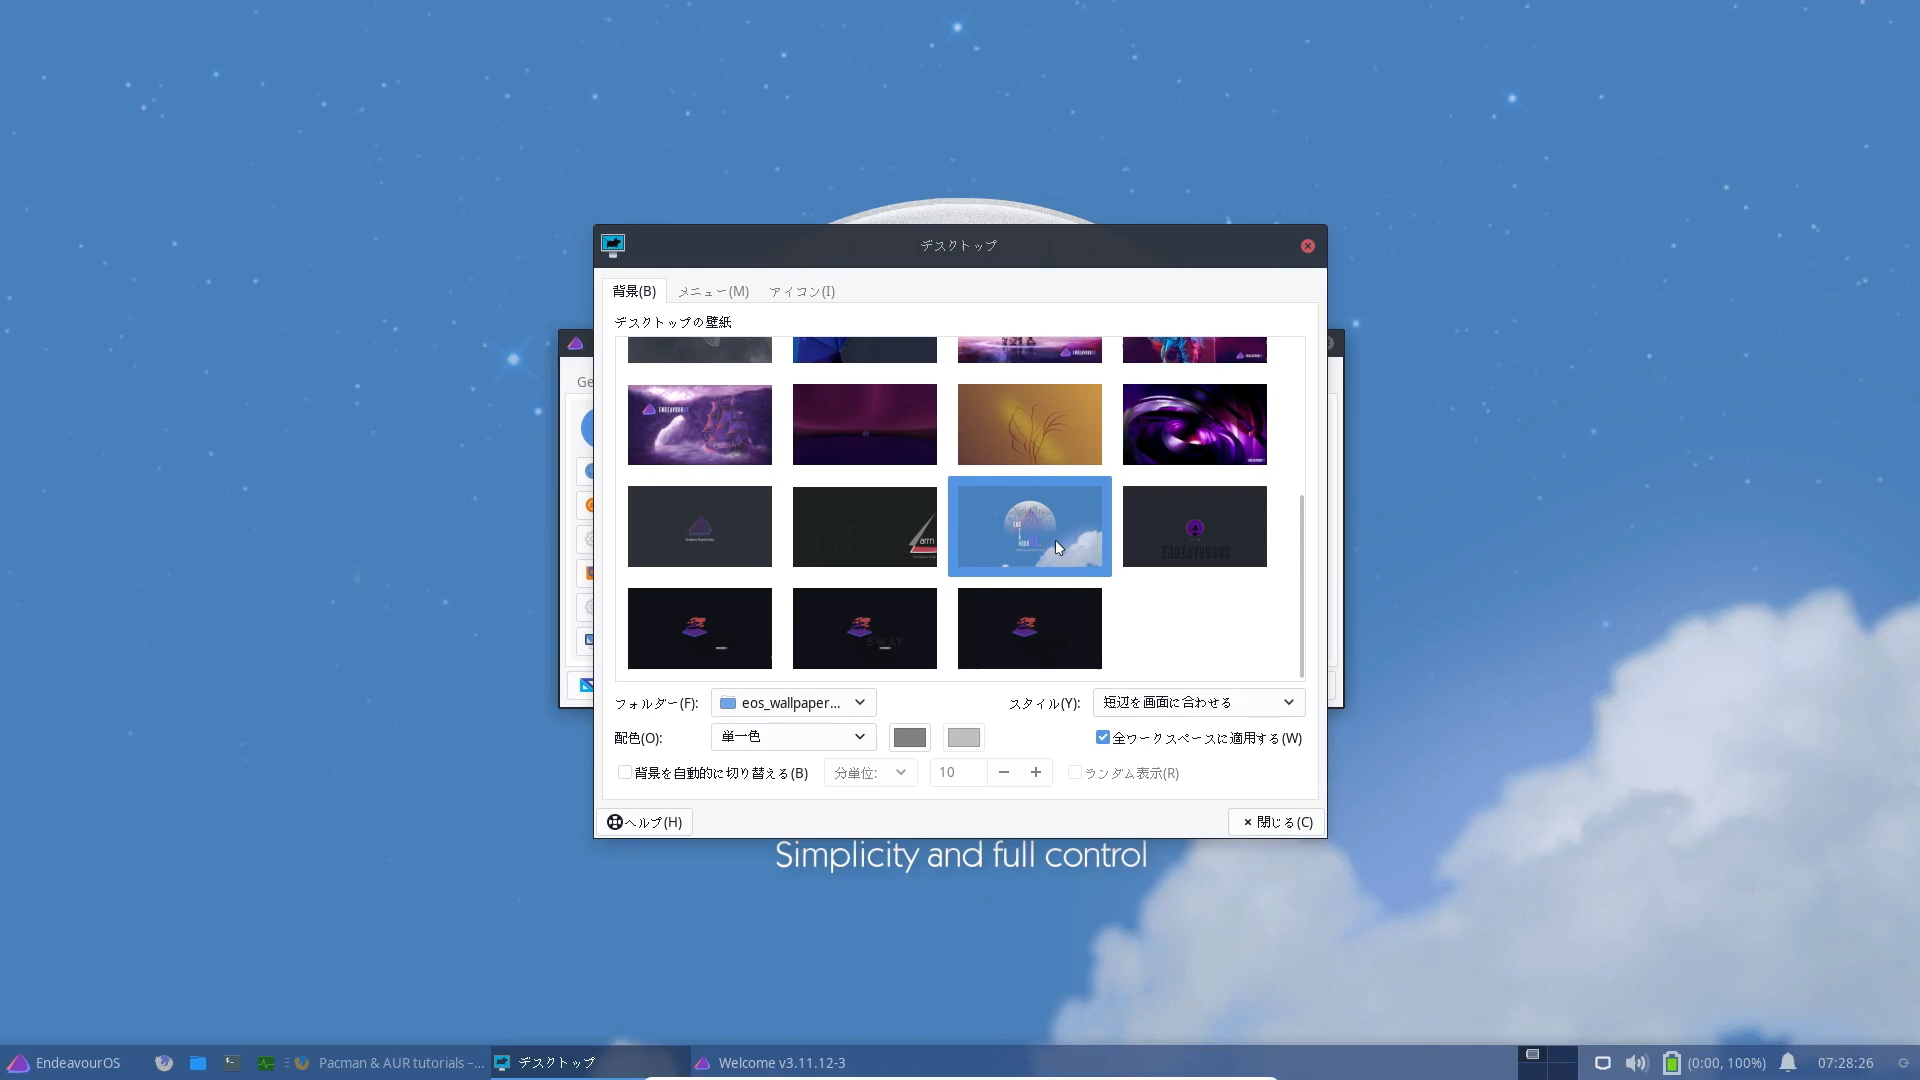 デスクトップ
背景(B) メニュー(M) アイコン(I)
デスクトップの壁紙
Ge
ENDEAVOUR
arm
SWAY
フォルダー(F): eos_wallpaper... スタイル(Y): 短辺を画面に合わせる
配色(O): 単一色 全ワークスペースに適用する(W)
背景を自動的に切り替える(B) 分単位: 10 ランダム表示(R)
ヘルプ(H) 閉じる(C)
Simplicity and full control
EndeavourOS Pacman & AUR tutorials –... デスクトップ Welcome v3.11.12-3 (0:00, 100%) 07:28:26